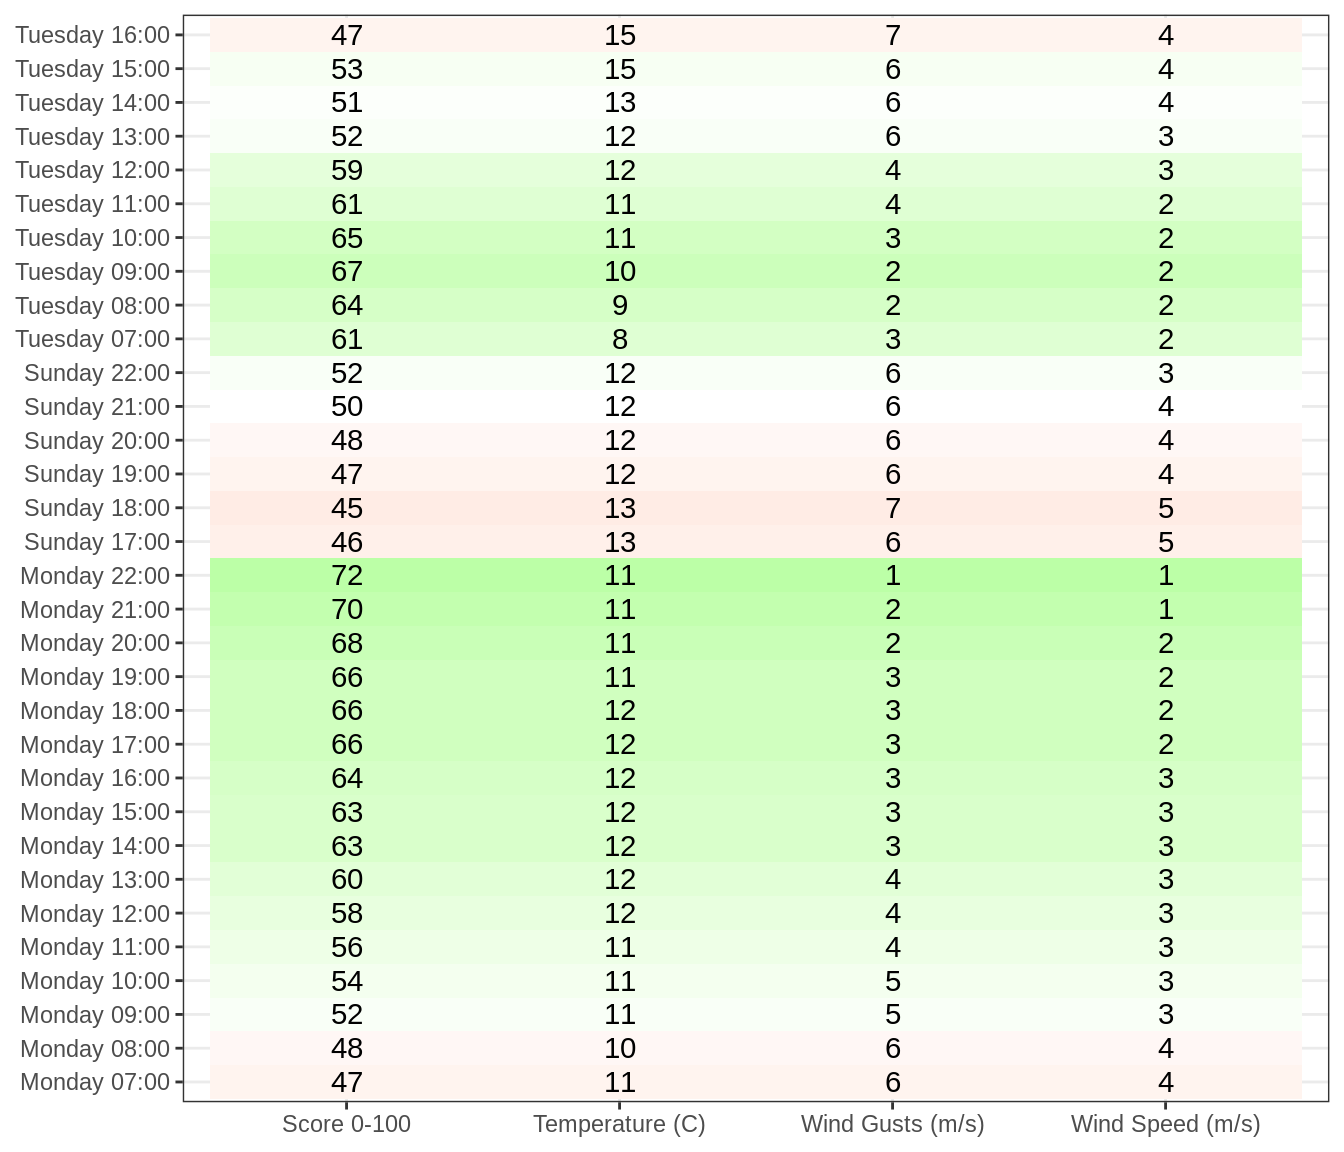 Tuesday 16:00 47 15 7 4
Tuesday 15:00 53 15 6 4
Tuesday 14:00 51 13 6 4
Tuesday 13:00 52 12 6 3
Tuesday 12:00 59 12 4 3
Tuesday 11:00 61 11 4 2
Tuesday 10:00 65 11 3 2
Tuesday 09:00 67 10 2 2
Tuesday 08:00 64 9 2 2
Tuesday 07:00 61 8 3 2
Sunday 22:00 52 12 6 3
Sunday 21:00 50 12 6 4
Sunday 20:00 48 12 6 4
Sunday 19:00 47 12 6 4
Sunday 18:00 45 13 7 5
Sunday 17:00 46 13 6 5
Monday 22:00 72 11 1 1
Monday 21:00 70 11 2 1
Monday 20:00 68 11 2 2
Monday 19:00 66 11 3 2
Monday 18:00 66 12 3 2
Monday 17:00 66 12 3 2
Monday 16:00 64 12 3 3
Monday 15:00 63 12 3 3
Monday 14:00 63 12 3 3
Monday 13:00 60 12 4 3
Monday 12:00 58 12 4 3
Monday 11:00 56 11 4 3
Monday 10:00 54 11 5 3
Monday 09:00 52 11 5 3
Monday 08:00 48 10 6 4
Monday 07:00 47 11 6 4
Score 0-100 Temperature (C) Wind Gusts (m/s) Wind Speed (m/s)